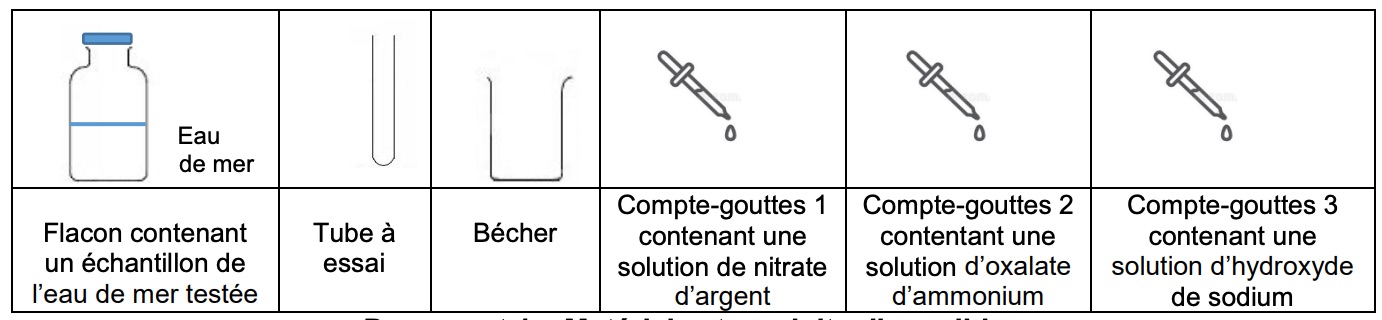 Eau
de mer
Flacon contenant
un échantillon de
l'eau de mer testée
Tube à
essai
Bécher
Compte-gouttes 1
contenant une
solution de nitrate
d'argent
Compte-gouttes 2
contentant une
solution d'oxalate
d'ammonium
Compte-gouttes 3
contenant une
solution d'hydroxyde
de sodium